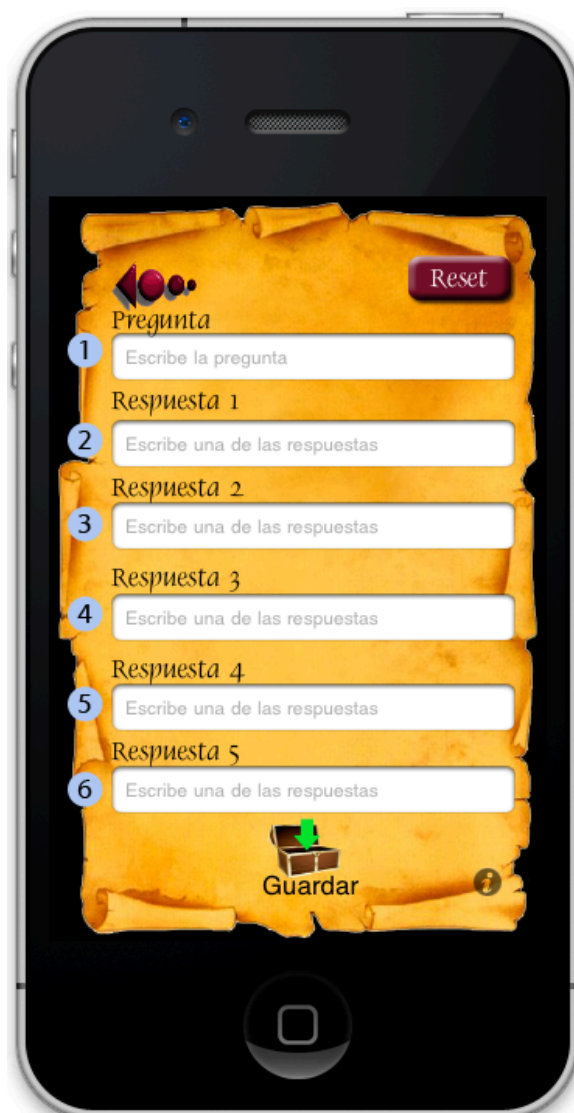 Reset
Pregunta
1 Escribe la pregunta
Respuesta 1
2 Escribe una de las respuestas
Respuesta 2
3 Escribe una de las respuestas
Respuesta 3
4 Escribe una de las respuestas
Respuesta 4
5 Escribe una de las respuestas
Respuesta 5
6 Escribe una de las respuestas
Guardar
i